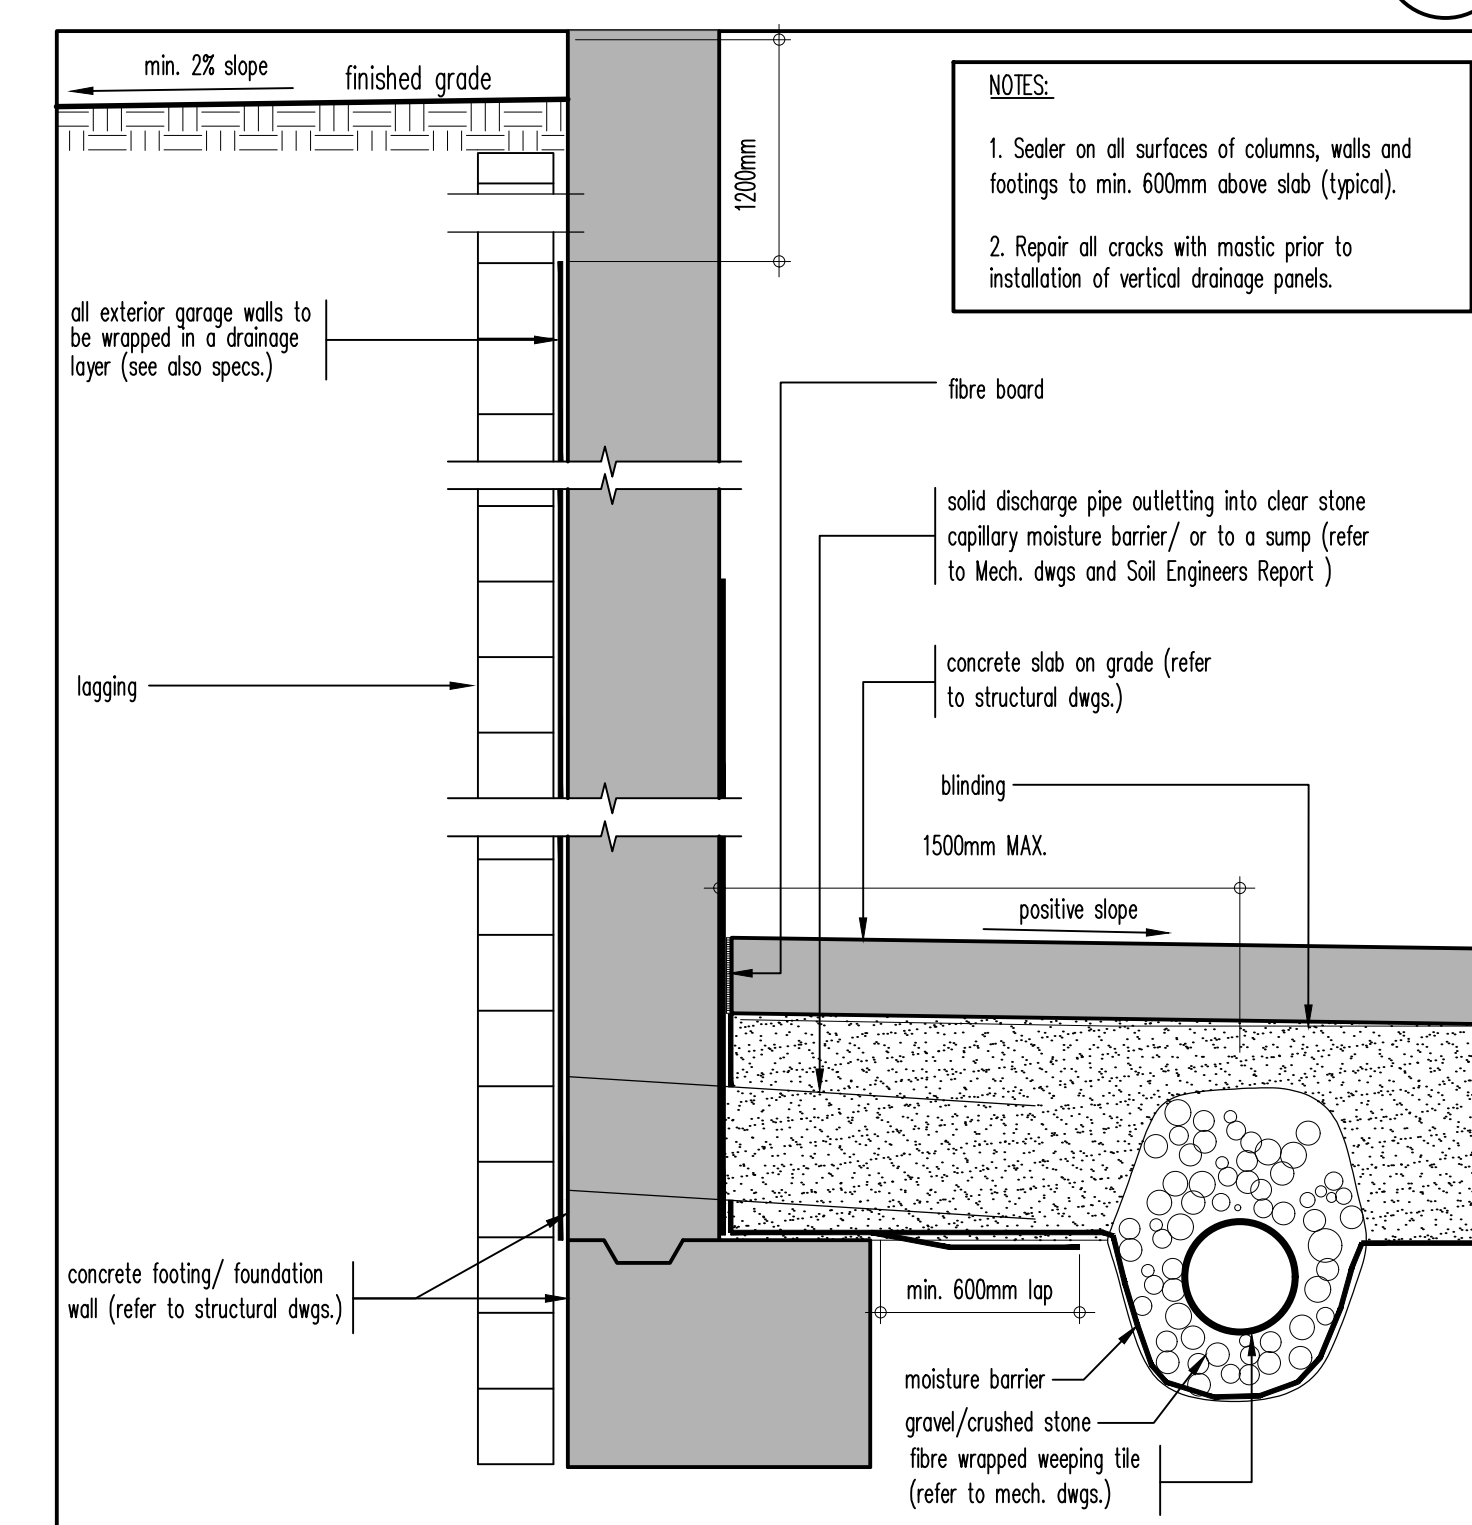 min. 2% slope
finished grade
1200mm
NOTES:
1. Sealer on all surfaces of columns, walls and
footings to min. 600mm above slab (typical).
2. Repair all cracks with mastic prior to
installation of vertical drainage panels.
all exterior garage walls to
be wrapped in a drainage
layer (see also specs.)
fibre board
solid discharge pipe outletting into clear stone
capillary moisture barrier/ or to a sump (refer
to Mech. dwgs and Soil Engineers Report )
concrete slab on grade (refer
to structural dwgs.)
lagging
blinding
1500mm MAX.
positive slope
concrete footing/ foundation
wall (refer to structural dwgs.)
min. 600mm lap
moisture barrier
gravel/crushed stone
fibre wrapped weeping tile
(refer to mech. dwgs.)